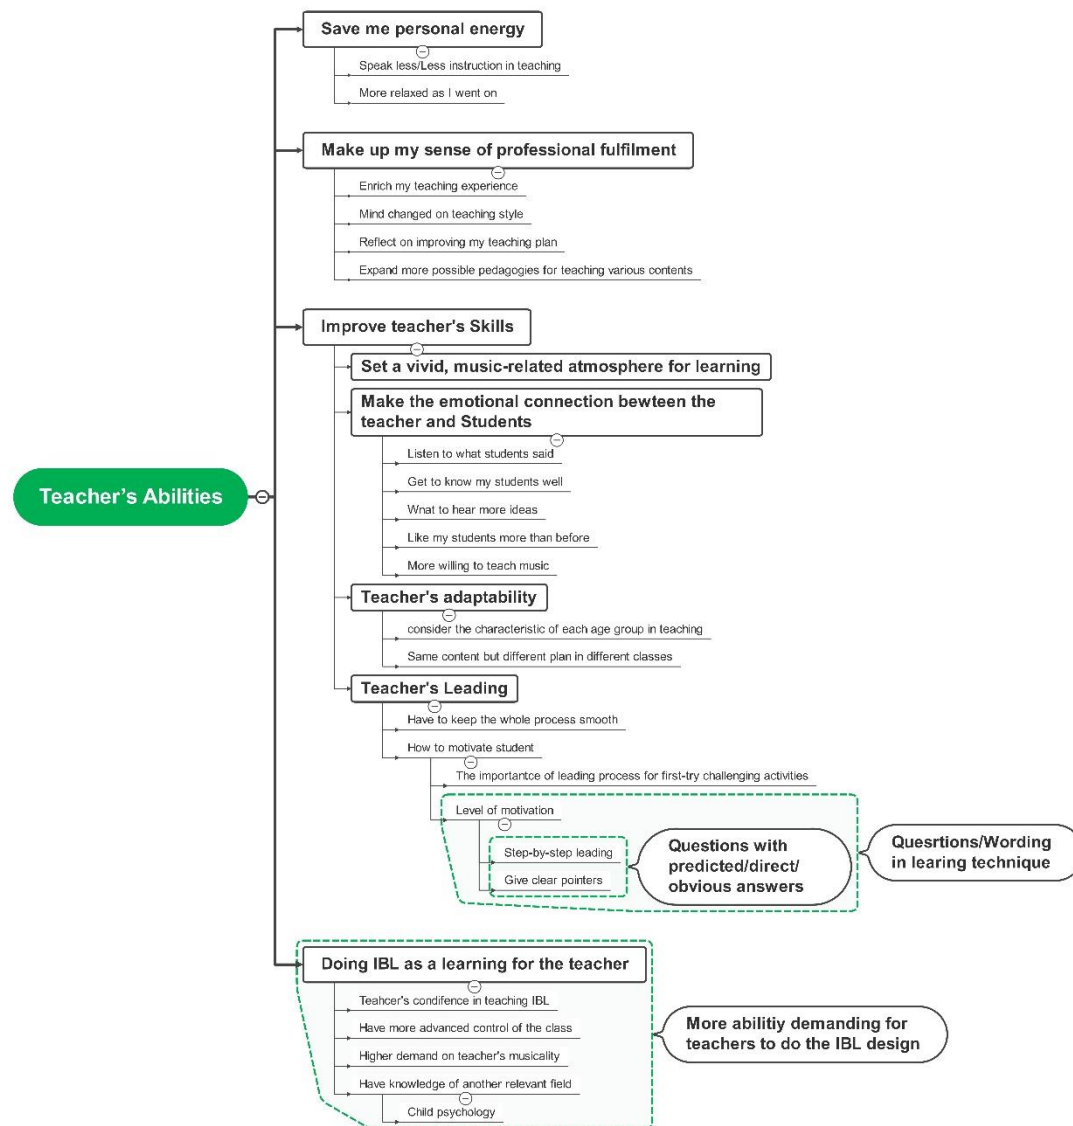 Save me personal energy
Speak less/Less instruction in teaching
More relaxed as I went on
Make up my sense of professional fulfilment
Enrich my teaching experience
Mind changed on teaching style
Reflect on improving my teaching plan
Expand more possible pedagogies for teaching various contents
Improve teacher's Skills
Set a vivid, music-related atmosphere for learning
Make the emotional connection bewteen the
teacher and Students
Listen to what students said
Get to know my students well
Wnat to hear more ideas
Like my students more than before
More willing to teach music
Teacher’s Abilities
Teacher's adaptability
consider the characteristic of each age group in teaching
Same content but different plan in different classes
Teacher's Leading
Have to keep the whole process smooth
How to motivate student
The importantce of leading process for first-try challenging activities
Level of motivation
Step-by-step leading
Give clear pointers
Questions with
predicted/direct/
obvious answers
Quesrtions/Wording
in learing technique
Doing IBL as a learning for the teacher
Teahcer's condifence in teaching IBL
Have more advanced control of the class
Higher demand on teacher's musicality
Have knowledge of another relevant field
Child psychology
More abilitiy demanding for
teachers to do the IBL design